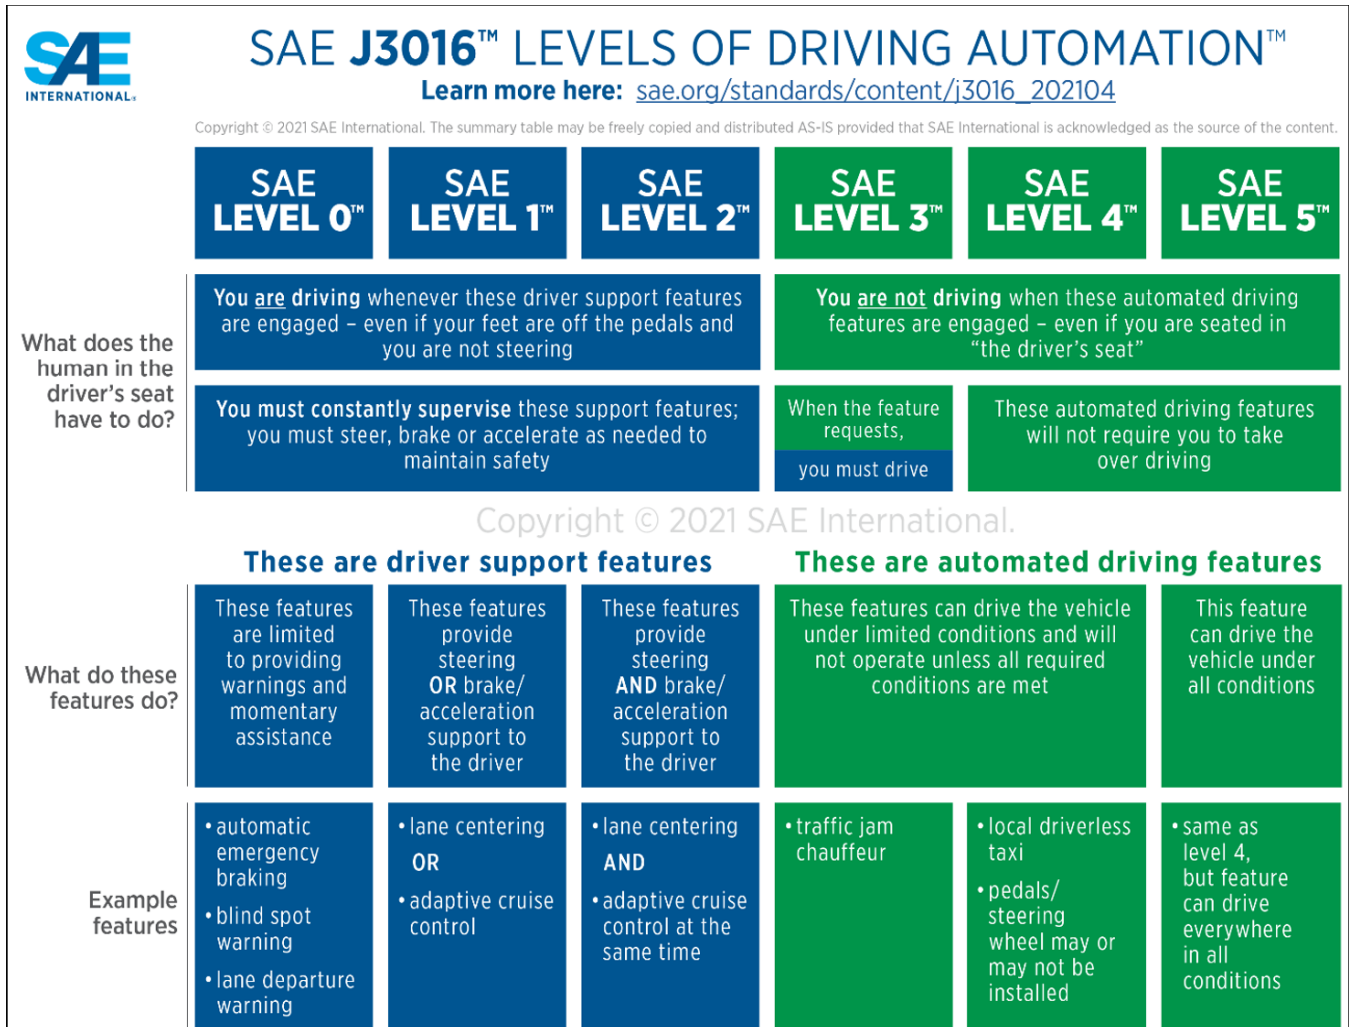 SAE
INTERNATIONAL®
SAE J3016™ LEVELS OF DRIVING AUTOMATION™
Learn more here: sae.org/standards/content/j3016_202104
Copyright © 2021 SAE International. The summary table may be freely copied and distributed AS-IS provided that SAE International is acknowledged as the source of the content.
SAE
LEVEL 0™
SAE
LEVEL 1™
SAE
LEVEL 2™
SAE
LEVEL 3™
SAE
LEVEL 4™
SAE
LEVEL 5™
What does the
human in the
driver's seat
have to do?
You are driving whenever these driver support features
are engaged – even if your feet are off the pedals and
you are not steering
You are not driving when these automated driving
features are engaged – even if you are seated in
“the driver's seat”
You must constantly supervise these support features;
you must steer, brake or accelerate as needed to
maintain safety
When the feature
requests,
you must drive
These automated driving features
will not require you to take
over driving
Copyright © 2021 SAE International.
These are driver support features
These are automated driving features
What do these
features do?
These features
are limited
to providing
warnings and
momentary
assistance
These features
provide
steering
OR brake/
acceleration
support to
the driver
These features
provide
steering
AND brake/
acceleration
support to
the driver
These features can drive the vehicle
under limited conditions and will
not operate unless all required
conditions are met
This feature
can drive the
vehicle under
all conditions
Example
features
• automatic
emergency
braking
• blind spot
warning
• lane departure
warning
• lane centering
OR
• adaptive cruise
control
• lane centering
AND
• adaptive cruise
control at the
same time
• traffic jam
chauffeur
• local driverless
taxi
• pedals/
steering
wheel may or
may not be
installed
• same as
level 4,
but feature
can drive
everywhere
in all
conditions